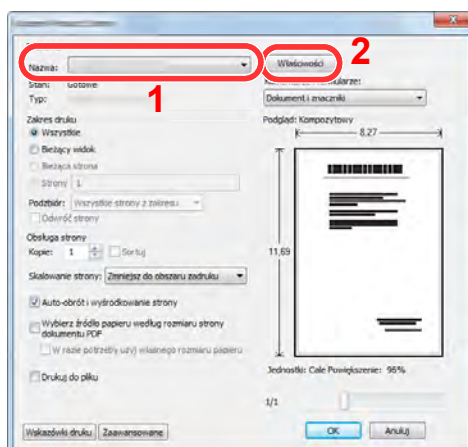 2
Nazwa:
Właściwości
1
Stan: Gotowe
Typ:
Dokument i znaczniki
Zakres druku
Podgląd: Kompozytowy
Wszystkie
8,27
Bieżący widok
Bieżąca strona
Strony 1
Podzbiór: Wszystkie strony z zakresu
Odwróć strony
Obsługa strony
Kopie: 1 Sortuj
11,69
Skalowanie strony: Zmniejsz do obszaru zadruku
Auto-obrót i wyśrodkowanie strony
Wybierz źródło papieru według rozmiaru strony
dokumentu PDF
W razie potrzeby użyj własnego rozmiaru papieru
Jednostki: Cale Powiększenie: 96%
Drukuj do pliku
1/1
Wskazówki druku Zaawansowane OK Anuluj